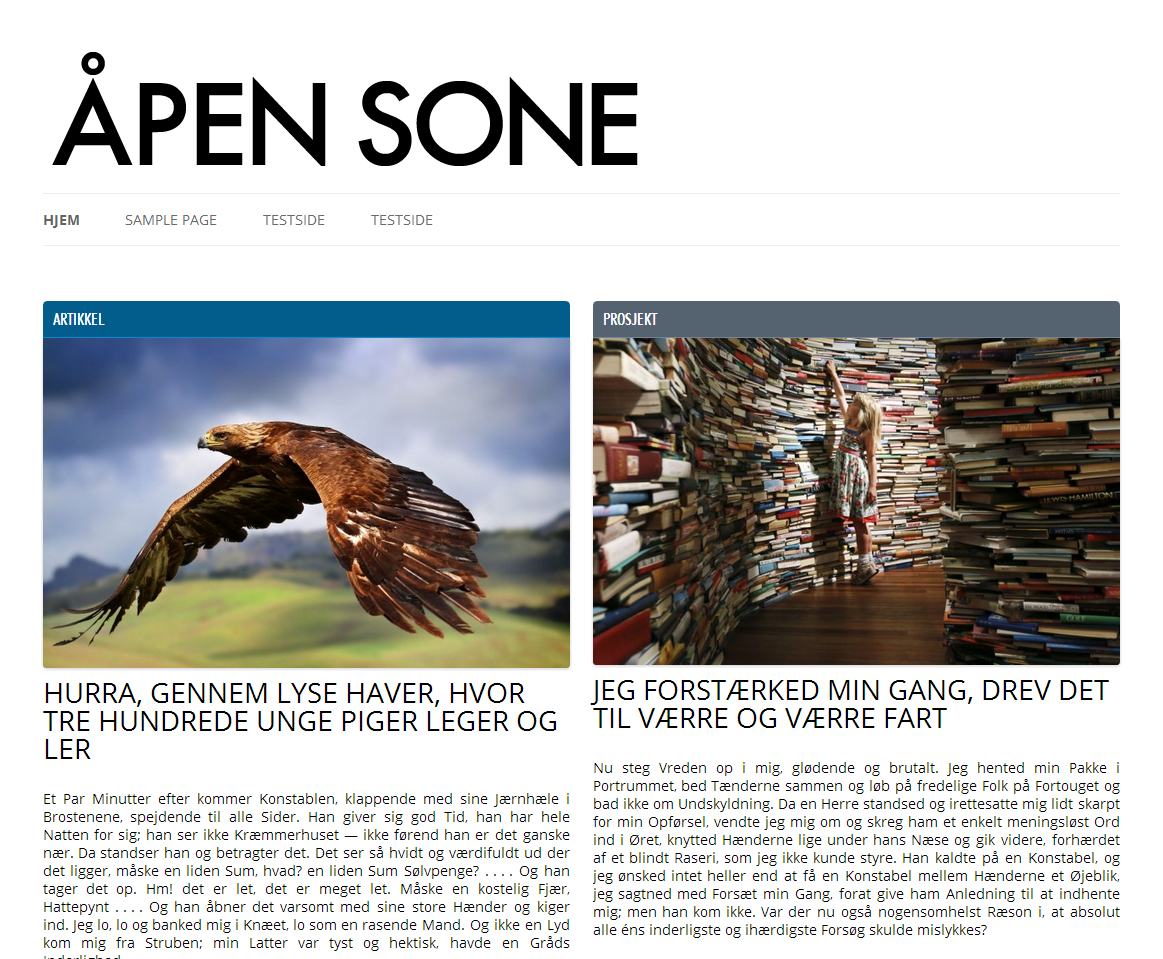 ÅPEN SONE
HJEM SAMPLE PAGE TESTSIDE TESTSIDE
ARTIKKEL
HURRA, GENNEM LYSE HAVER, HVOR
TRE HUNDREDE UNGE PIGER LEGER OG
LER
Et Par Minutter efter kommer Konstablen, klappende med sine Jærnhæle i
Brostenene, spejdende til alle Sider. Han giver sig god Tid, han har hele
Natten for sig; han ser ikke Kræmmerhuset — ikke førend han er det ganske
nær. Da standser han og betragter det. Det ser så hvidt og værdifuldt ud der
det ligger, måske en liden Sum, hvad? en liden Sum Sølvpenge? . . . . Og han
tager det op. Hm! det er let, det er meget let. Måske en kostelig Fjær,
Hattepynt . . . . Og han åbner det varsomt med sine store Hænder og kiger
ind. Jeg lo, lo og banked mig i Knæet, lo som en rasende Mand. Og ikke en Lyd
kom mig fra Struben; min Latter var tyst og hektisk, havde en Gråds
PROSJEKT
LEWIS HAMILTON
GOLF
JEG FORSTÆRKED MIN GANG, DREV DET
TIL VÆRRE OG VÆRRE FART
Nu steg Vreden op i mig, glødende og brutalt. Jeg hented min Pakke i
Portrummet, bed Tænderne sammen og løb på fredelige Folk på Fortouget og
bad ikke om Undskyldning. Da en Herre standsed og irettesatte mig lidt skarpt
for min Opførsel, vendte jeg mig om og skreg ham et enkelt meningsløst Ord
ind i Øret, knytted Hænderne lige under hans Næse og gik videre, forhærdet
af et blindt Raseri, som jeg ikke kunde styre. Han kaldte på en Konstabel, og
jeg ønsked intet heller end at få en Konstabel mellem Hænderne et Øjeblik,
jeg sagtned med Forsæt min Gang, forat give ham Anledning til at indhente
mig; men han kom ikke. Var der nu også nogensomhelst Ræson i, at absolut
alle éns inderligste og ihærdigste Forsøg skulde mislykkes?